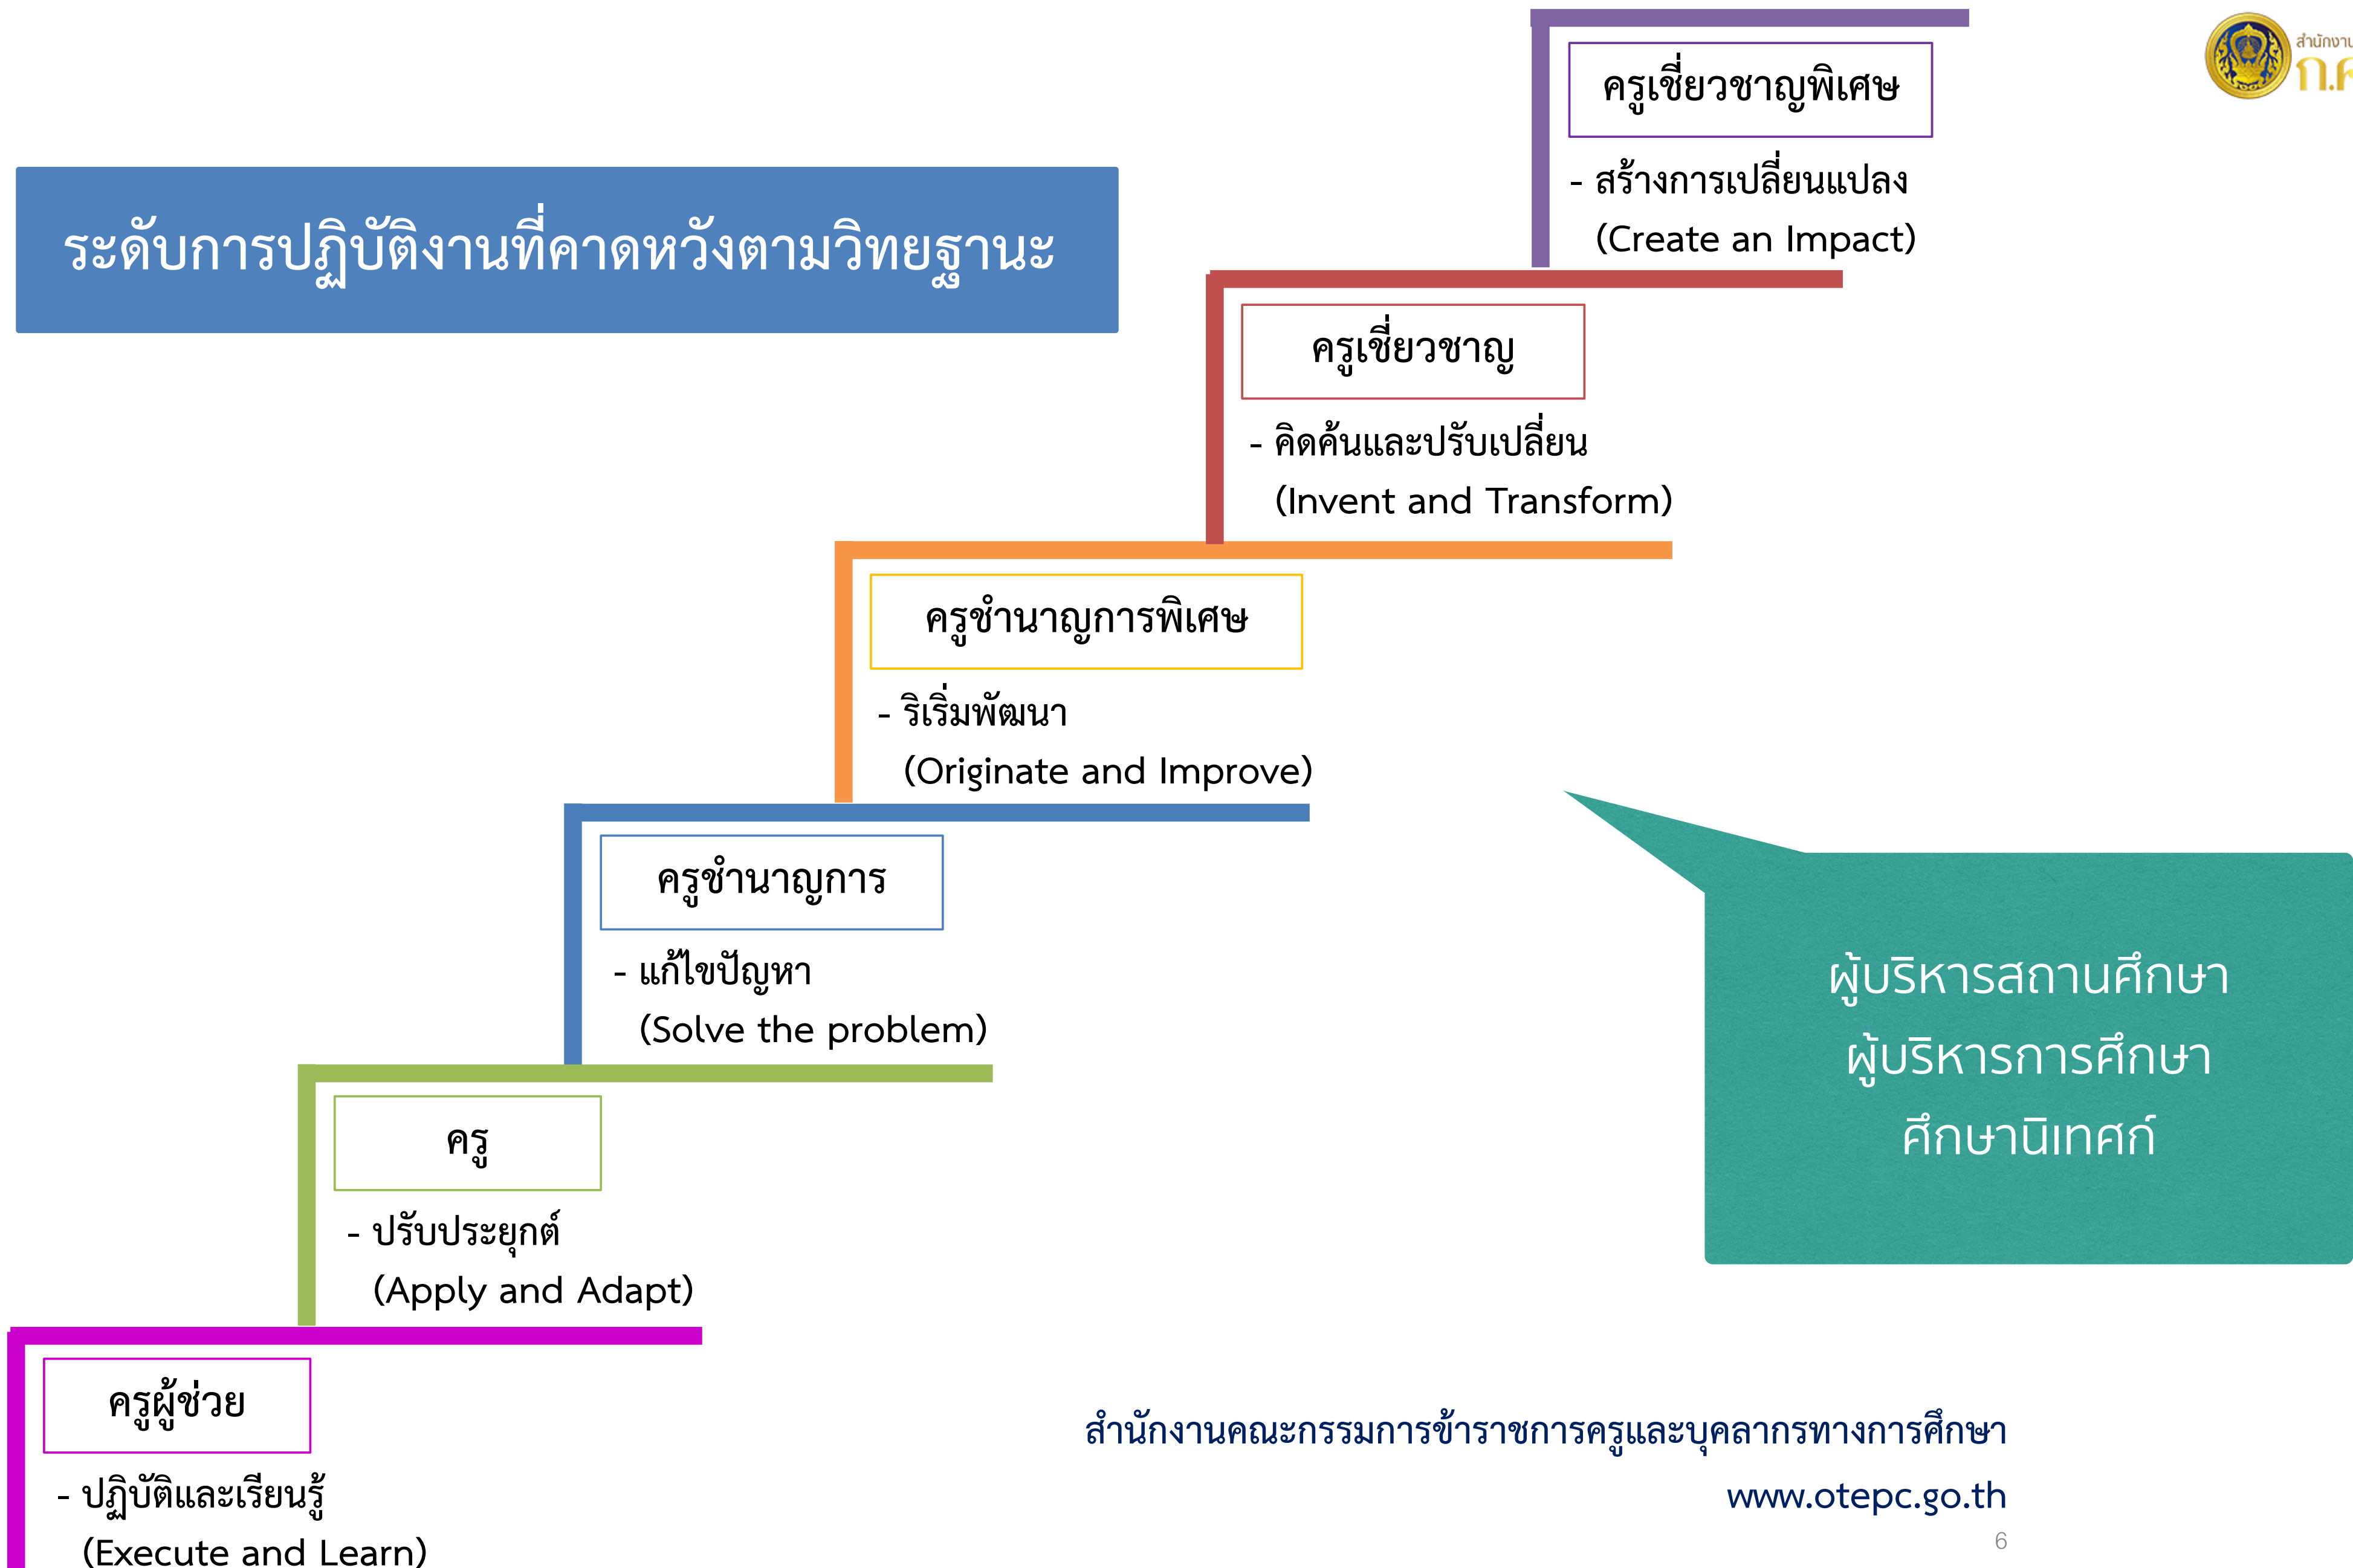 สำนักงาน
ครูเชี่ยวชาญพิเศษ
- สร้างการเปลี่ยนแปลง
(Create an Impact)
ระดับการปฏิบัติงานที่คาดหวังตามวิทยฐานะ
ครูเชี่ยวชาญ
- คิดค้นและปรับเปลี่ยน
(Invent and Transform)
ครูชำนาญการพิเศษ
- ริเริ่มพัฒนา
(Originate and Improve)
ครูชำนาญการ
- แก้ไขปัญหา
(Solve the problem)
ผู้บริหารสถานศึกษา
ผู้บริหารการศึกษา
ศึกษานิเทศก์
ครู
- ปรับประยุกต์
(Apply and Adapt)
ครูผู้ช่วย
- ปฏิบัติและเรียนรู้
(Execute and Learn)
สำนักงานคณะกรรมการข้าราชการครูและบุคลากรทางการศึกษา
www.otepc.go.th
6